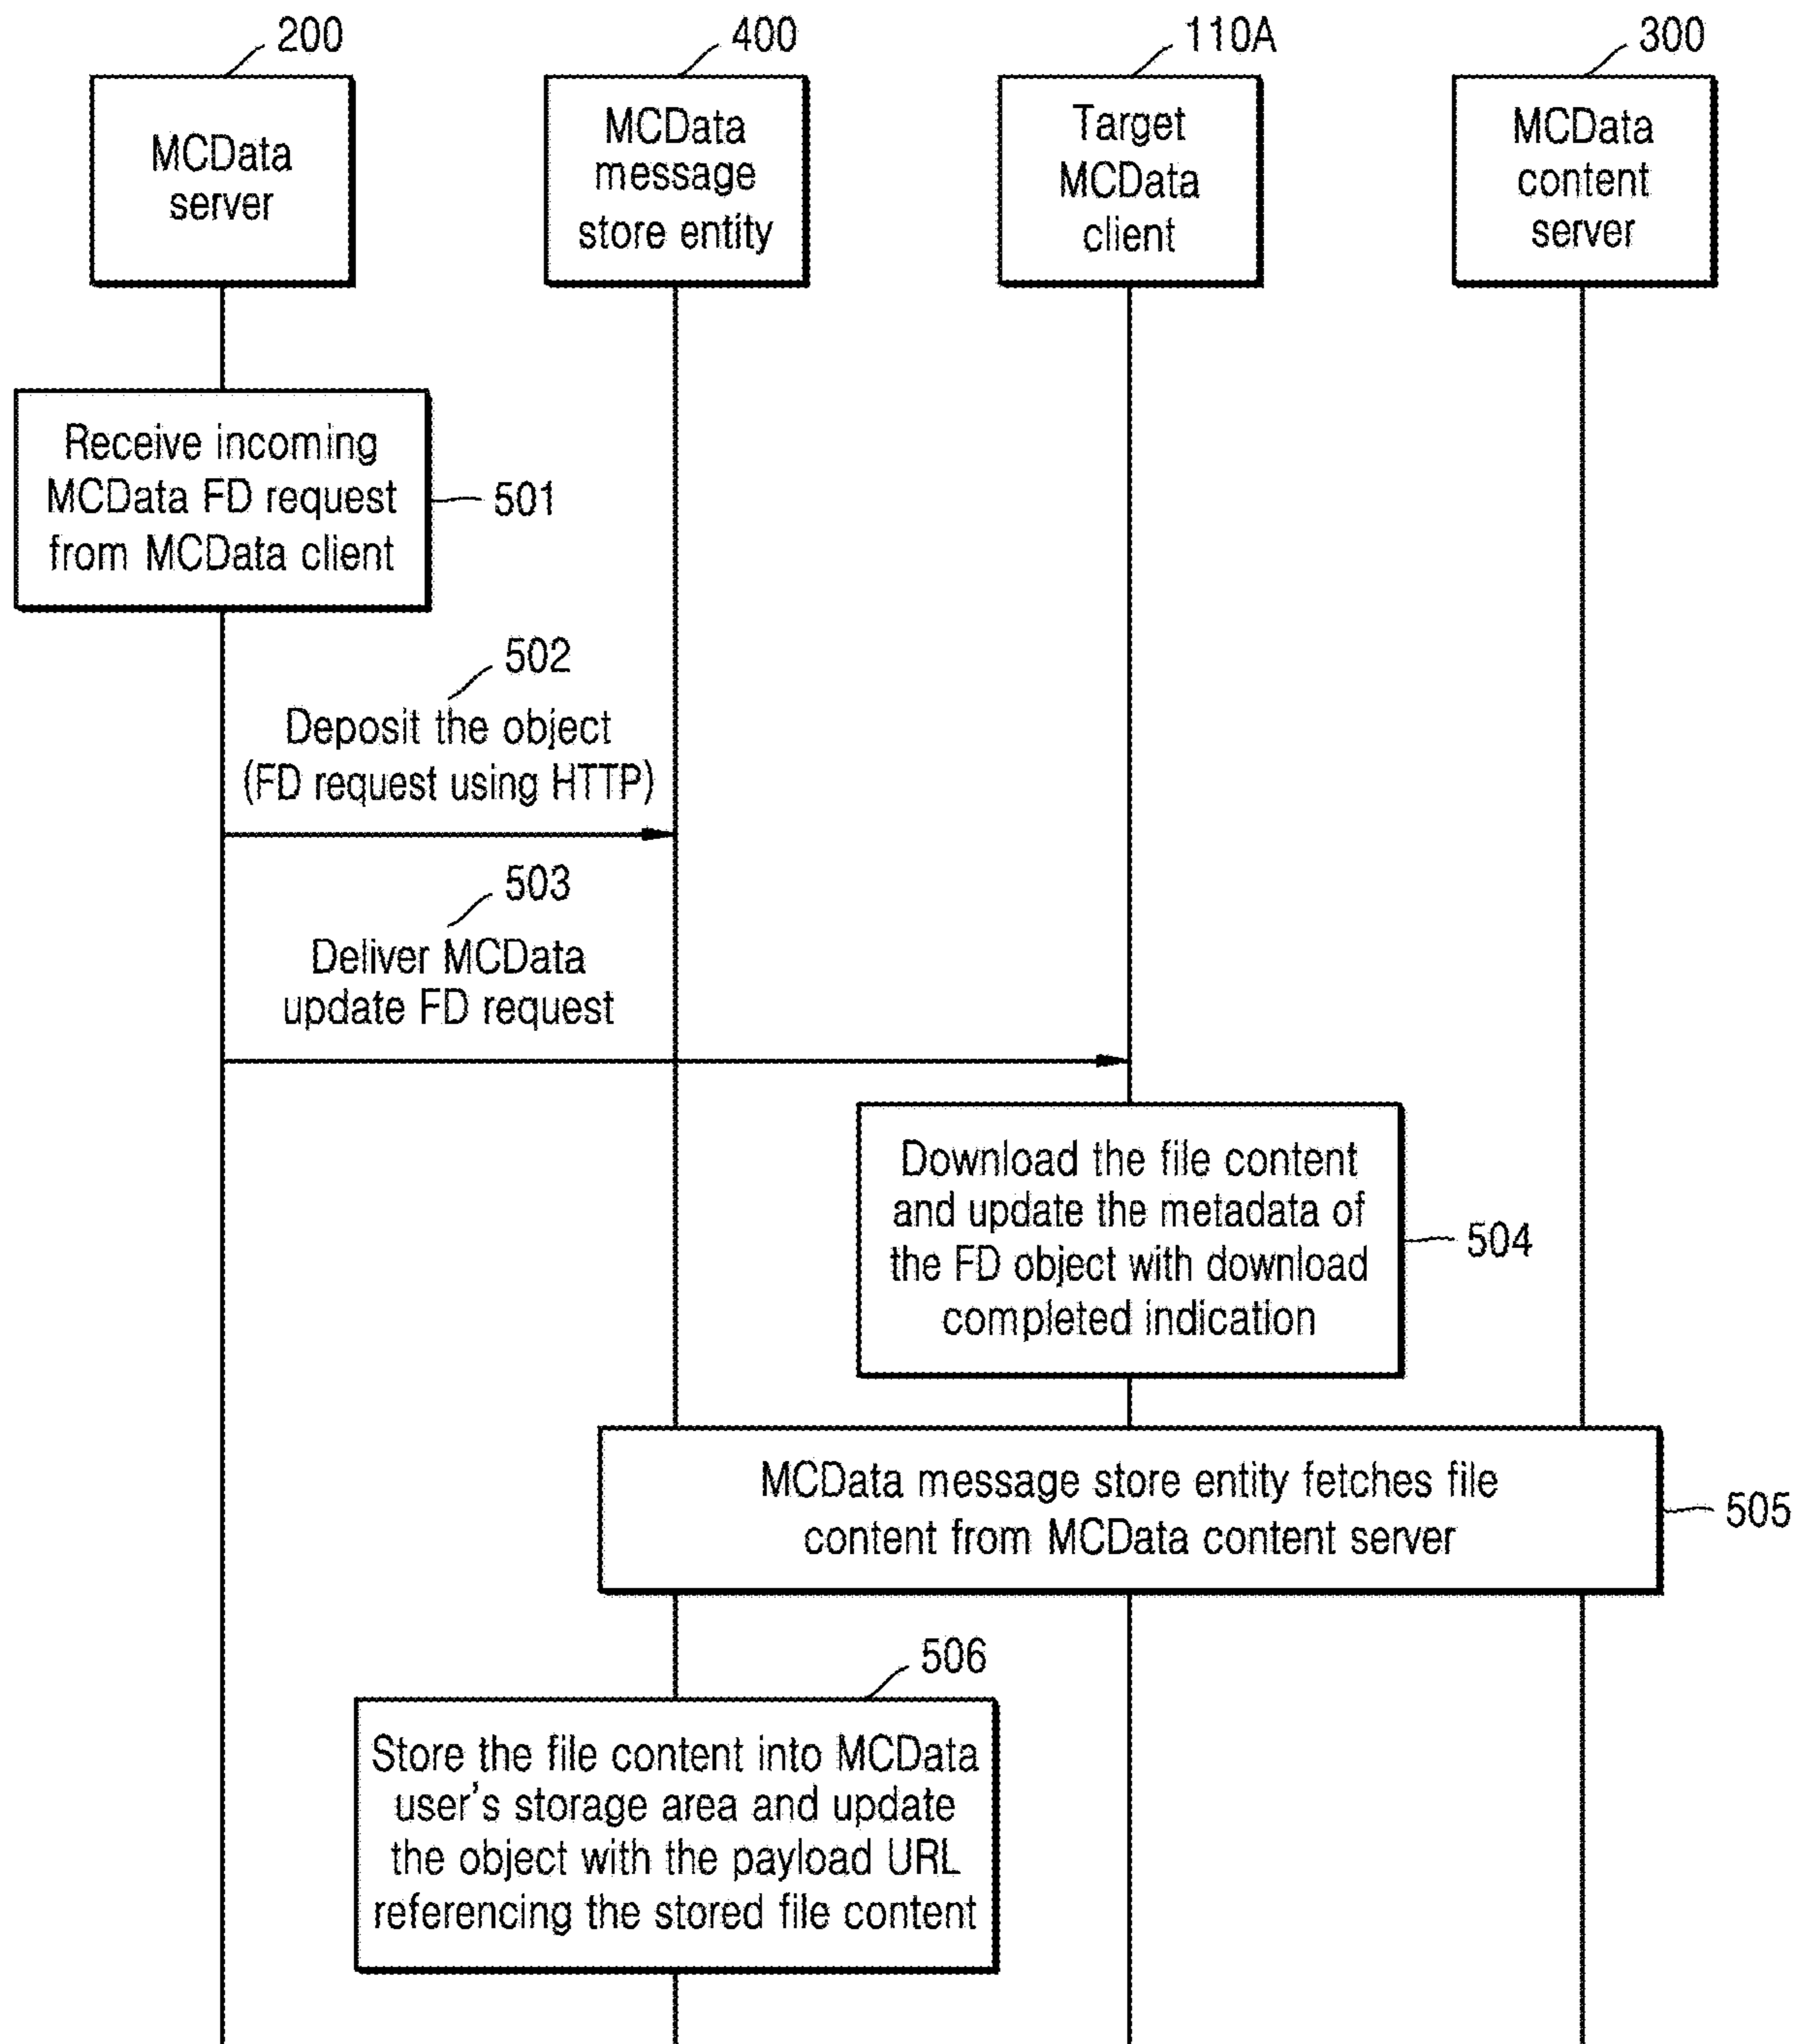 200
400
110A
300
MCData
server
MCData
message
store entity
Target
MCData
client
MCData
content
server
Receive incoming
MCData FD request
from MCData client
501
502
Deposit the object
(FD request using HTTP)
503
Deliver MCData
update FD request
Download the file content
and update the metadata of
the FD object with download
completed indication
504
MCData message store entity fetches file
content from MCData content server
505
506
Store the file content into MCData
user's storage area and update
the object with the payload URL
referencing the stored file content